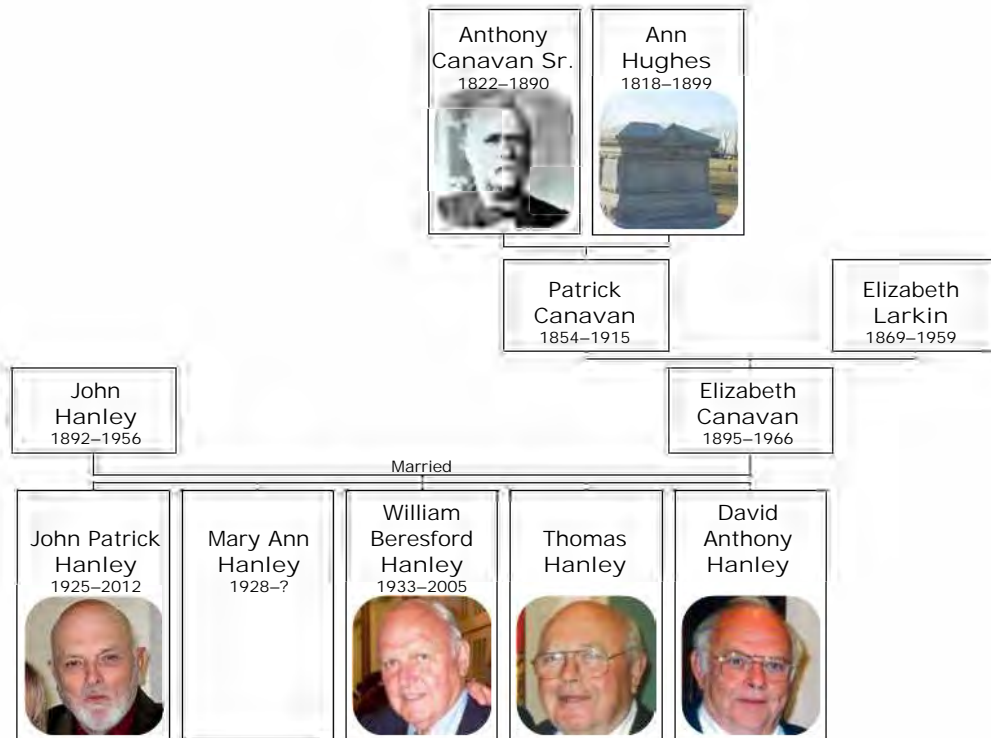 Anthony
Canavan Sr.
1822–1890
Ann
Hughes
1818–1899
Patrick
Canavan
1854–1915
Elizabeth
Larkin
1869–1959
John
Hanley
1892–1956
Elizabeth
Canavan
1895–1966
Married
John Patrick
Hanley
1925–2012
Mary Ann
Hanley
1928–?
William
Beresford
Hanley
1933–2005
Thomas
Hanley
David
Anthony
Hanley